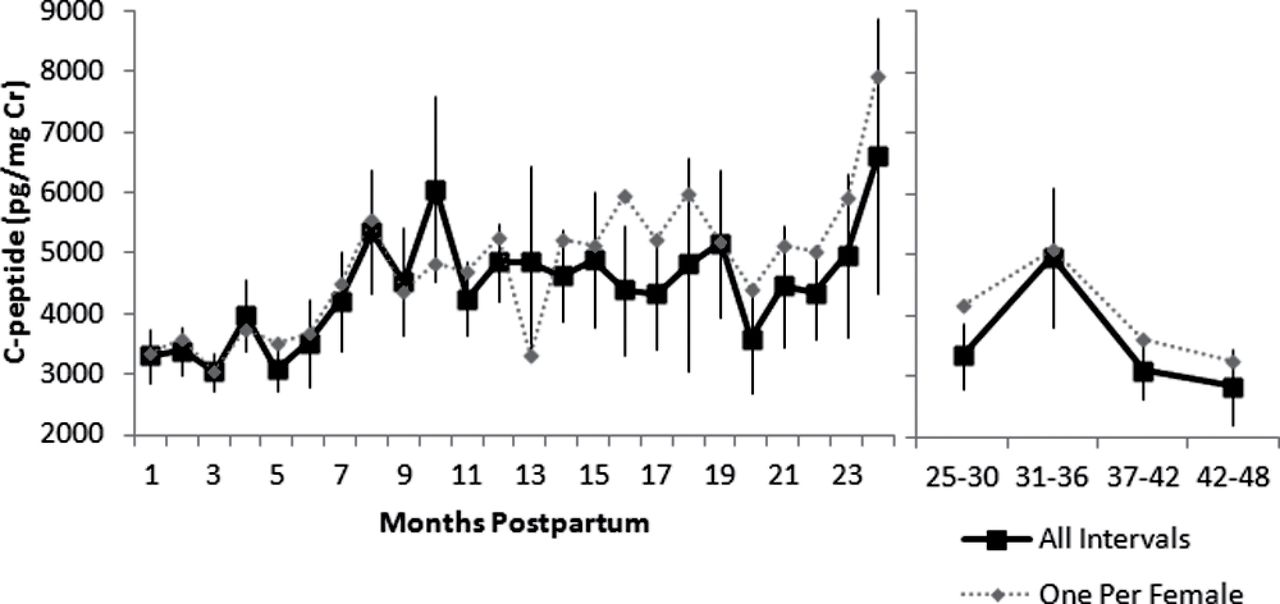 C-peptide (pg/mg Cr)
9000
8000
7000
6000
5000
4000
3000
2000
1 3 5 7 9 11 13 15 17 19 21 23
25-30 31-36 37-42 42-48
Months Postpartum
All Intervals
One Per Female